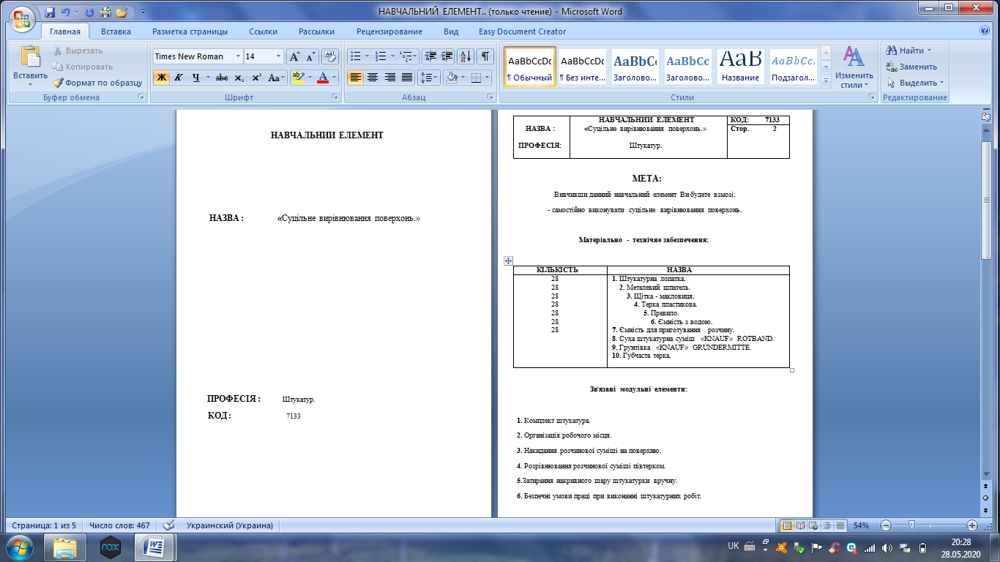 НАВЧАЛЬНИЙ ЕЛЕМЕНТ.. (только чтение) - Microsoft Word
Главная Вставка Разметка страницы Ссылки Рассылки Рецензирование Вид Easy Document Creator
Вставить
Вырезать
Копировать
Формат по образцу
Буфер обмена
Times New Roman 14
Ж К Ч abc x₂ x² Aa
Шрифт
Абзац
AaBbCcDc AaBbCcDc AaBbC AaBbCc AaB AaBbCc.
¶ Обычный ¶ Без инте... Заголово... Заголово... Название Подзагол...
Изменить стили
Стили
Найти
Заменить
Выделить
Редактирование
НАВЧАЛЬНИЙ ЕЛЕМЕНТ
НАЗВА : «Суцільне вирівнювання поверхонь.»
ПРОФЕСІЯ : Штукатур.
КОД : 7133
НАВЧАЛЬНИЙ ЕЛЕМЕНТ КОД: 7133
НАЗВА : «Суцільне вирівнювання поверхонь.» Стор. 2
ПРОФЕСІЯ: Штукатур.
МЕТА:
Вивчивши данний навчальний елемент Ви будете взмозі:
- самостійно виконувати суцільне вирівнювання поверхонь.
Матеріально - технічне забезпечення:
КІЛЬКІСТЬ НАЗВА
28 1. Штукатурна лопатка.
28 2. Металевий шпатель.
28 3. Щітка - макловиця.
28 4. Терка пластикова.
28 5. Правило.
28 6. Ємність з водою.
28 7. Ємність для приготування розчину.
8. Суха штукатурна суміш «KNAUF» ROTBAND.
9. Грунтівка «KNAUF» GRUNDERMITTE.
10. Губчаста терка.
Зв'язані модульні елементи:
1. Комплект штукатура.
2. Організація робочого місця.
3. Накидання розчинової суміші на поверхню.
4. Розрівнювання розчинової суміші півтерком.
5.Затирання накривного шару штукатурки вручну.
6. Безпечні умови праці при виконанні штукатурних робіт.
Страница: 1 из 5 Число слов: 467 Украинский (Украина) 54%
nox UK 20:28
28.05.2020